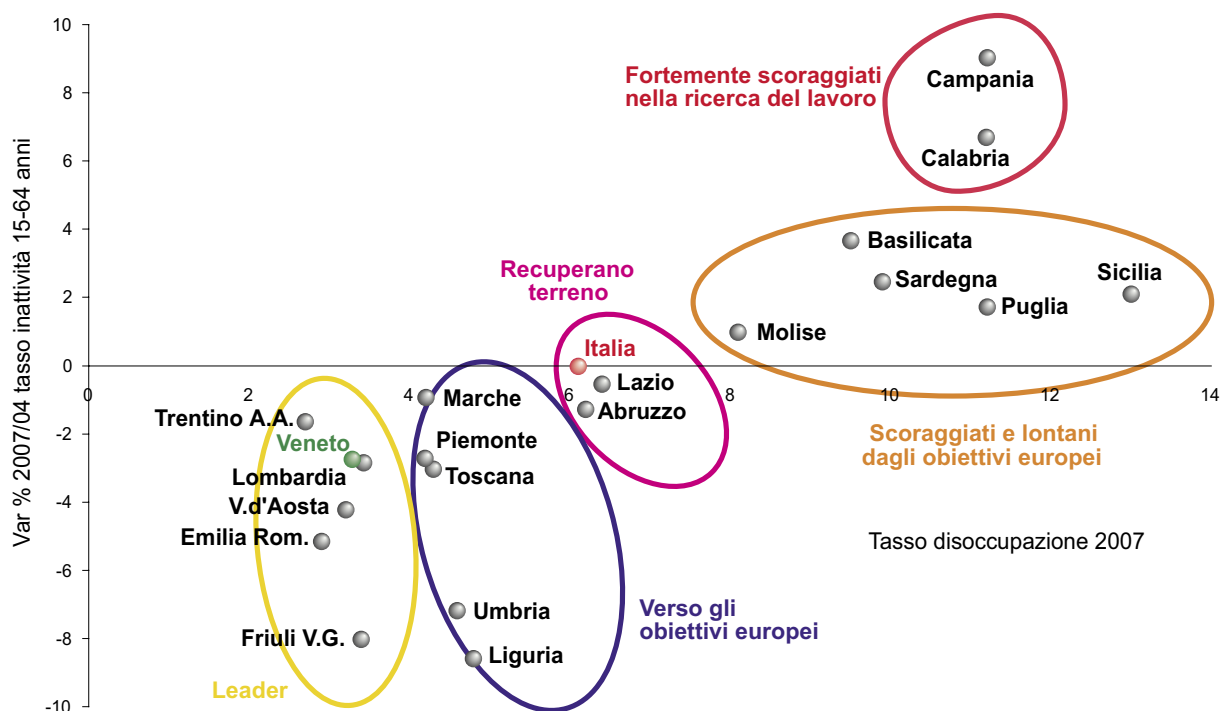 Var % 2007/04 tasso inattività 15-64 anni
10
8
6
4
2
0
-2
-4
-6
-8
-10
Fortemente scoraggiati
nella ricerca del lavoro
Campania
Calabria
Basilicata
Sardegna
Sicilia
Puglia
Molise
Recuperano
terreno
Italia
Lazio
Abruzzo
0
2
4
6
8
10
12
14
Trentino A.A.
Veneto
Lombardia
V.d'Aosta
Emilia Rom.
Friuli V.G.
Leader
Marche
Piemonte
Toscana
Umbria
Liguria
Verso gli
obiettivi europei
Scoraggiati e lontani
dagli obiettivi europei
Tasso disoccupazione 2007